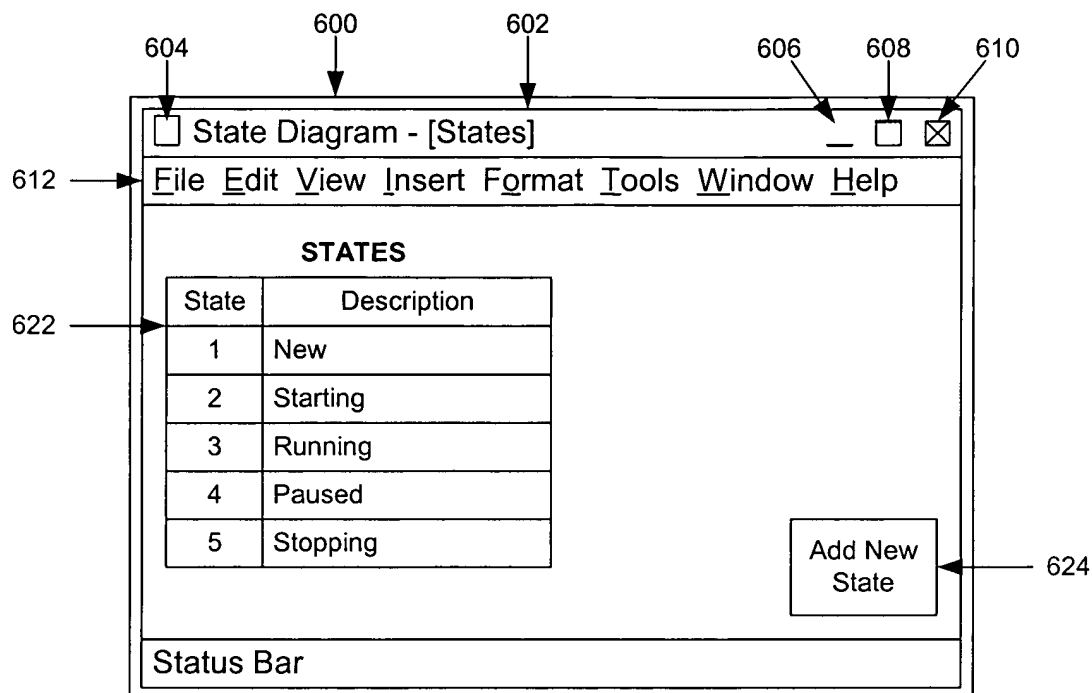 600
602
604
606
608
610
State Diagram - [States]
612
File Edit View Insert Format Tools Window Help
STATES
State Description
622
1 New
2 Starting
3 Running
4 Paused
5 Stopping
Add New
State
624
Status Bar